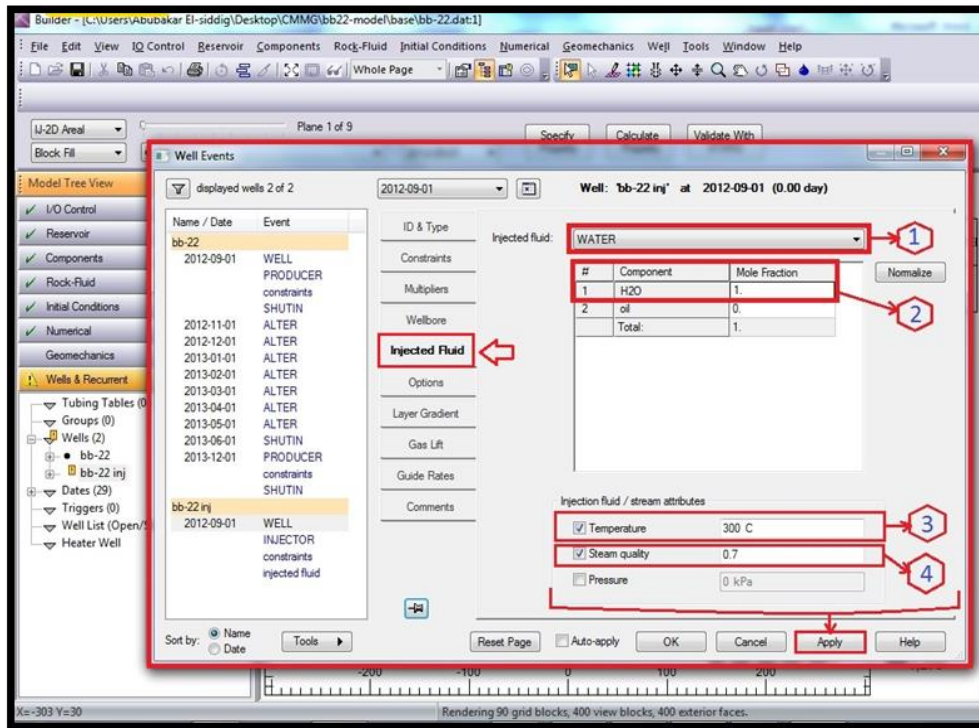 Builder - [C:\Users\Abubakar El-siddig\Desktop\CMMG\bb22-model\base\bb-22.dat:1]
File Edit View IO Control Reservoir Components Rock-Fluid Initial Conditions Numerical Geomechanics Well Tools Window Help
Whole Page
IJ-2D Areal
Plane 1 of 9
Block Fill
Specify
Calculate
Validate With
Model Tree View
I/O Control
Reservoir
Components
Rock-Fluid
Initial Conditions
Numerical
Geomechanics
Wells & Recurrent
Tubing Tables (0
Groups (0)
Wells (2)
bb-22
bb-22 inj
Dates (29)
Triggers (0)
Well List (Open/S
Heater Well
Well Events
displayed wells 2 of 2
2012-09-01
Well: 'bb-22 inj' at 2012-09-01 (0.00 day)
Name / Date Event
bb-22
2012-09-01 WELL
PRODUCER
constraints
SHUTIN
2012-11-01 ALTER
2012-12-01 ALTER
2013-01-01 ALTER
2013-02-01 ALTER
2013-03-01 ALTER
2013-04-01 ALTER
2013-05-01 ALTER
2013-06-01 SHUTIN
2013-12-01 PRODUCER
constraints
SHUTIN
bb-22 inj
2012-09-01 WELL
INJECTOR
constraints
injected fluid
ID & Type
Constraints
Multipliers
Wellbore
Injected Fluid
Options
Layer Gradient
Gas Lift
Guide Rates
Comments
Injected fluid: WATER
1
# Component Mole Fraction
1 H2O 1.
2 oil 0.
Total: 1.
Normalize
2
Injection fluid / stream attributes
Temperature 300 C
3
Steam quality 0.7
4
Pressure 0 kPa
Sort by: Name
Date
Tools
Reset Page
Auto-apply
OK
Cancel
Apply
Help
-200 -100 0 100 200 300
X=-303 Y=30
Rendering 90 grid blocks, 400 view blocks, 400 exterior faces.